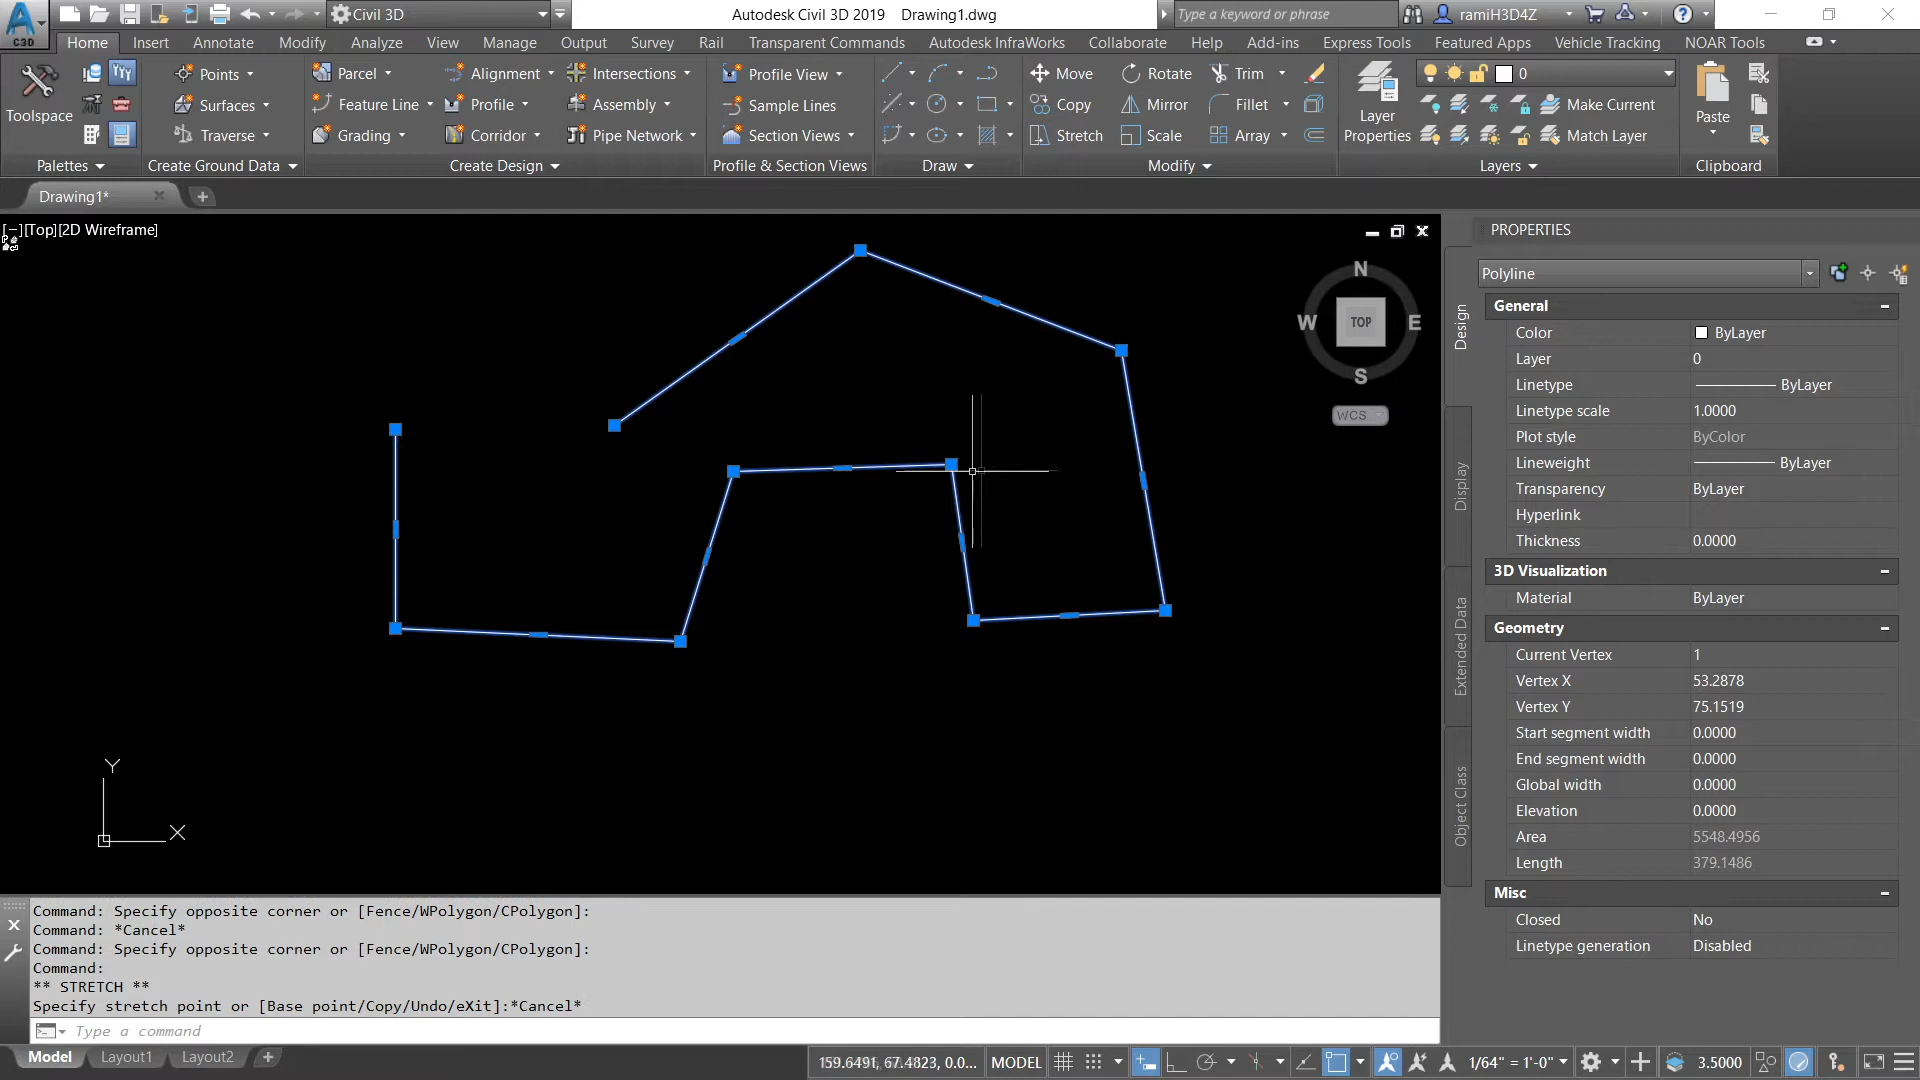 C3D
Civil 3D
Autodesk Civil 3D 2019 Drawing1.dwg
Type a keyword or phrase
ramiH3D4Z
Home Insert Annotate Modify Analyze View Manage Output Survey Rail Transparent Commands Autodesk InfraWorks Collaborate Help Add-ins Express Tools Featured Apps Vehicle Tracking NOAR Tools
Points Parcel Alignment Intersections Profile View Move Rotate Trim 0
Toolspace Surfaces Feature Line Profile Assembly Sample Lines Copy Mirror Fillet Layer Properties Make Current Paste
Traverse Grading Corridor Pipe Network Section Views Stretch Scale Array Match Layer
Palettes Create Ground Data Create Design Profile & Section Views Draw Modify Layers Clipboard
Drawing1*
[−][Top][2D Wireframe]
N
W TOP E
S
WCS
Y
X
PROPERTIES
Polyline
Design
Display
Extended Data
Object Class
General
Color ByLayer
Layer 0
Linetype ByLayer
Linetype scale 1.0000
Plot style ByColor
Lineweight ByLayer
Transparency ByLayer
Hyperlink
Thickness 0.0000
3D Visualization
Material ByLayer
Geometry
Current Vertex 1
Vertex X 53.2878
Vertex Y 75.1519
Start segment width 0.0000
End segment width 0.0000
Global width 0.0000
Elevation 0.0000
Area 5548.4956
Length 379.1486
Misc
Closed No
Linetype generation Disabled
Command: Specify opposite corner or [Fence/WPolygon/CPolygon]:
Command: *Cancel*
Command: Specify opposite corner or [Fence/WPolygon/CPolygon]:
Command:
** STRETCH **
Specify stretch point or [Base point/Copy/Undo/eXit]:*Cancel*
Type a command
Model Layout1 Layout2
159.6491, 67.4823, 0.0... MODEL 1/64" = 1'-0" 3.5000